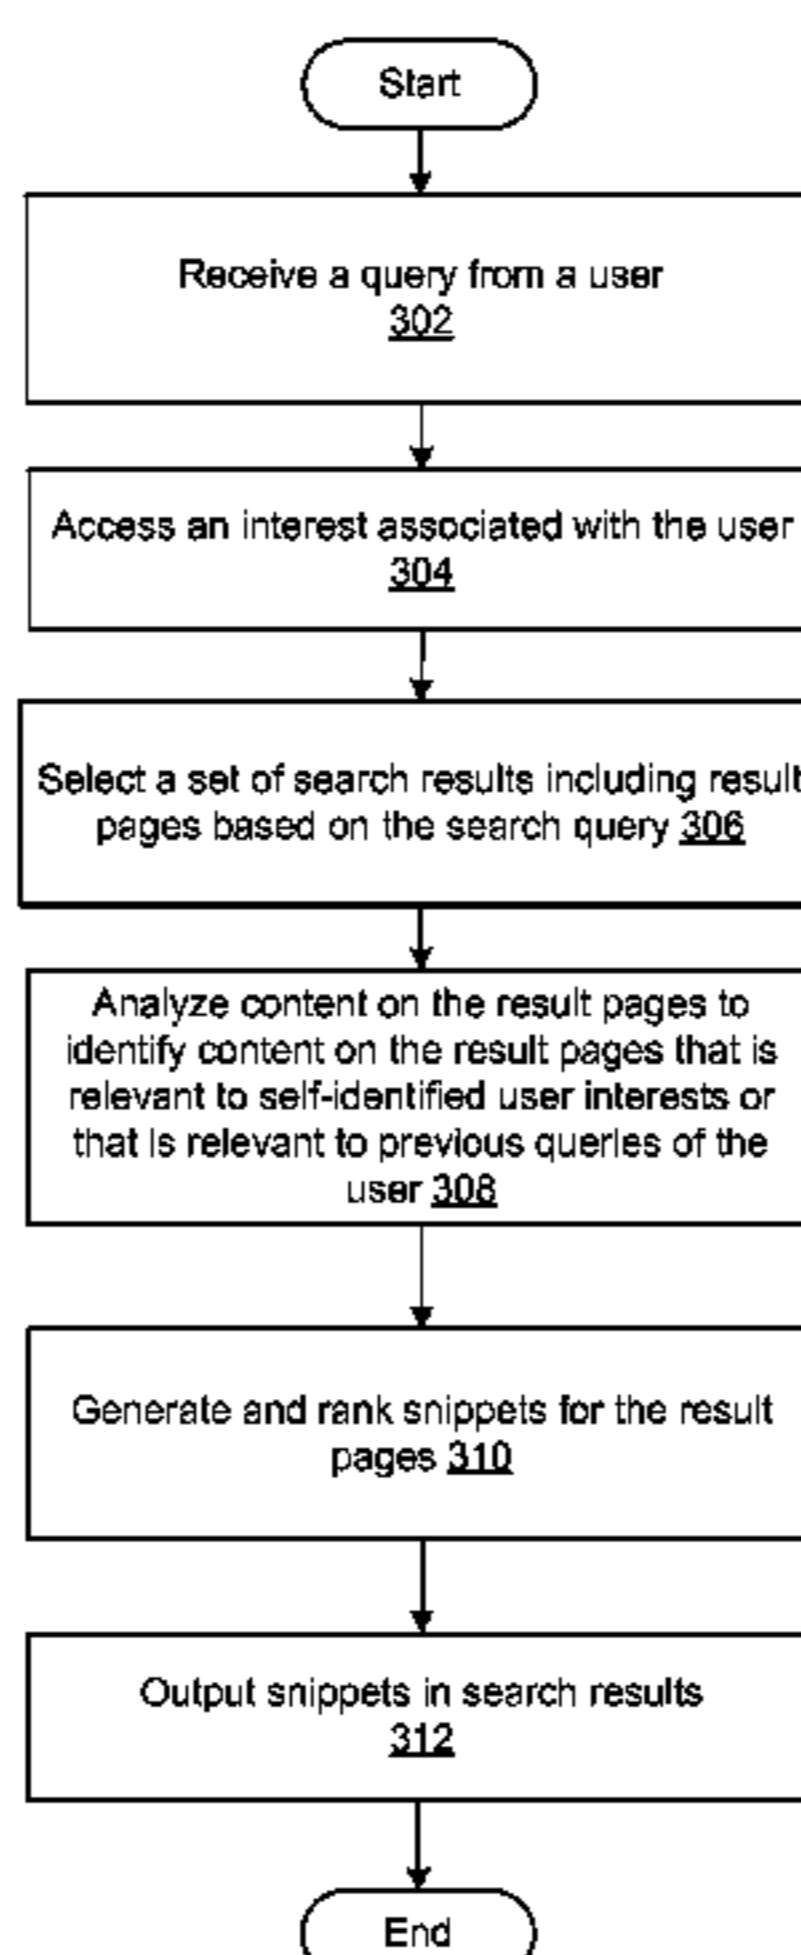 Start
Receive a query from a user
302
Access an interest associated with the user
304
Select a set of search results including result
pages based on the search query 306
Analyze content on the result pages to
identify content on the result pages that is
relevant to self-identified user interests or
that is relevant to previous queries of the
user 308
Generate and rank snippets for the result
pages 310
Output snippets in search results
312
End